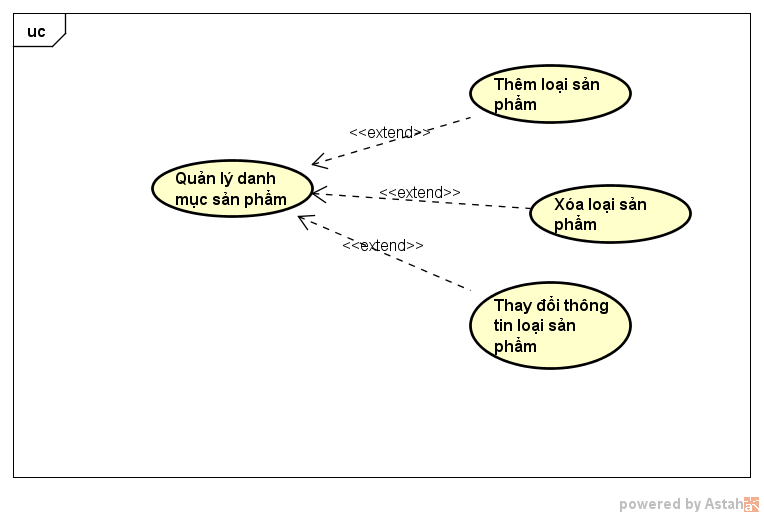 uc
Thêm loại sản
phẩm
<<extend>>
Quản lý danh
mục sản phẩm
<<extend>>
Xóa loại sản
phẩm
<<extend>>
Thay đổi thông
tin loại sản
phẩm
powered by Astah